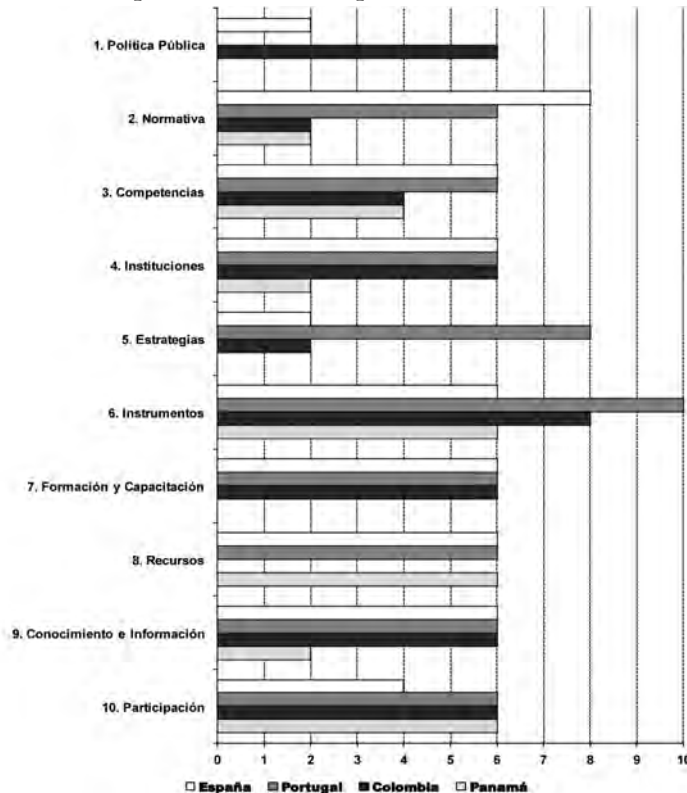 1. Política Pública
2. Normativa
3. Competencias
4. Instituciones
5. Estrategias
6. Instrumentos
7. Formación y Capacitación
8. Recursos
9. Conocimiento e Información
10. Participación
0 1 2 3 4 5 6 7 8 9 10
España Portugal Colombia Panamá